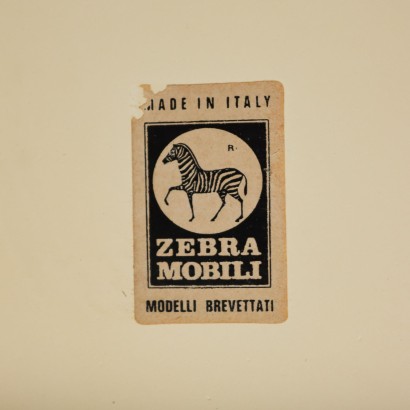 MADE IN ITALY
R.
ZEBRA
MOBILI
MODELLI BREVETTATI